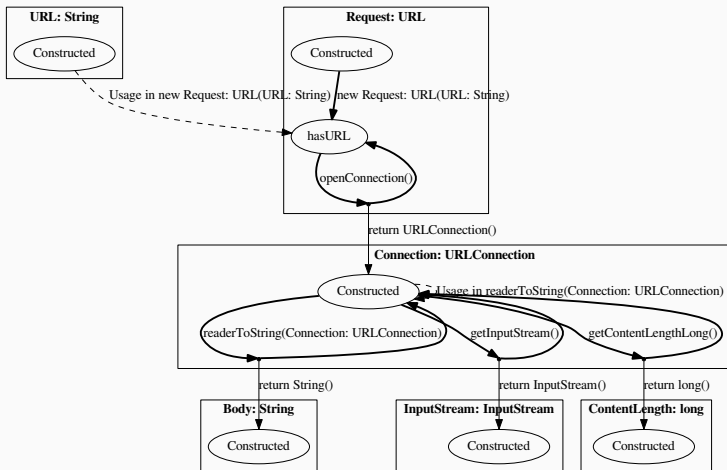 URL: String
Request: URL
Constructed
Constructed
Usage in new Request: URL(URL: String)
new Request: URL(URL: String)
hasURL
openConnection()
return URLConnection()
Connection: URLConnection
Constructed
Usage in readerToString(Connection: URLConnection)
readerToString(Connection: URLConnection)
getInputStream()
getContentLengthLong()
return String()
return InputStream()
return long()
Body: String
InputStream: InputStream
ContentLength: long
Constructed
Constructed
Constructed